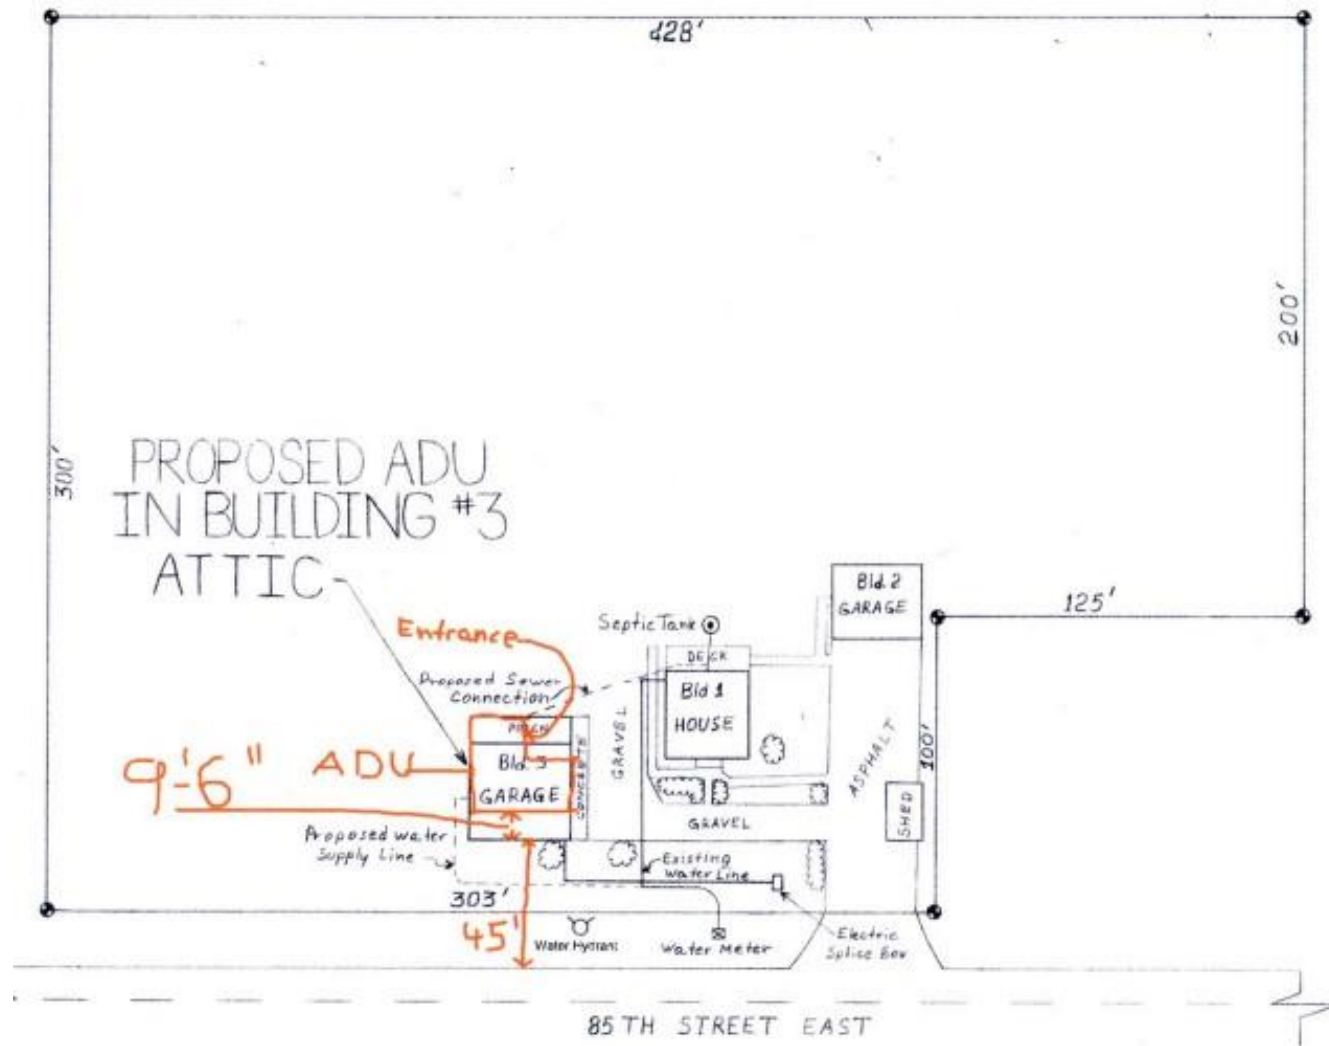 428'
200'
300'
PROPOSED ADU
IN BUILDING #3
ATTIC
Bld. 2
GARAGE
125'
Septic Tank
Entrance
DECK
Proposed Sewer
Connection
Bld 1
HOUSE
PORCH
GRAVEL
ASPHALT
100'
9'-6" ADU
Bld. 3
GARAGE
CONCRETE
SHED
GRAVEL
Proposed water
Supply Line
Existing
Water Line
303'
45'
Water Hydrant
Water Meter
Electric
Splice Box
85TH STREET EAST